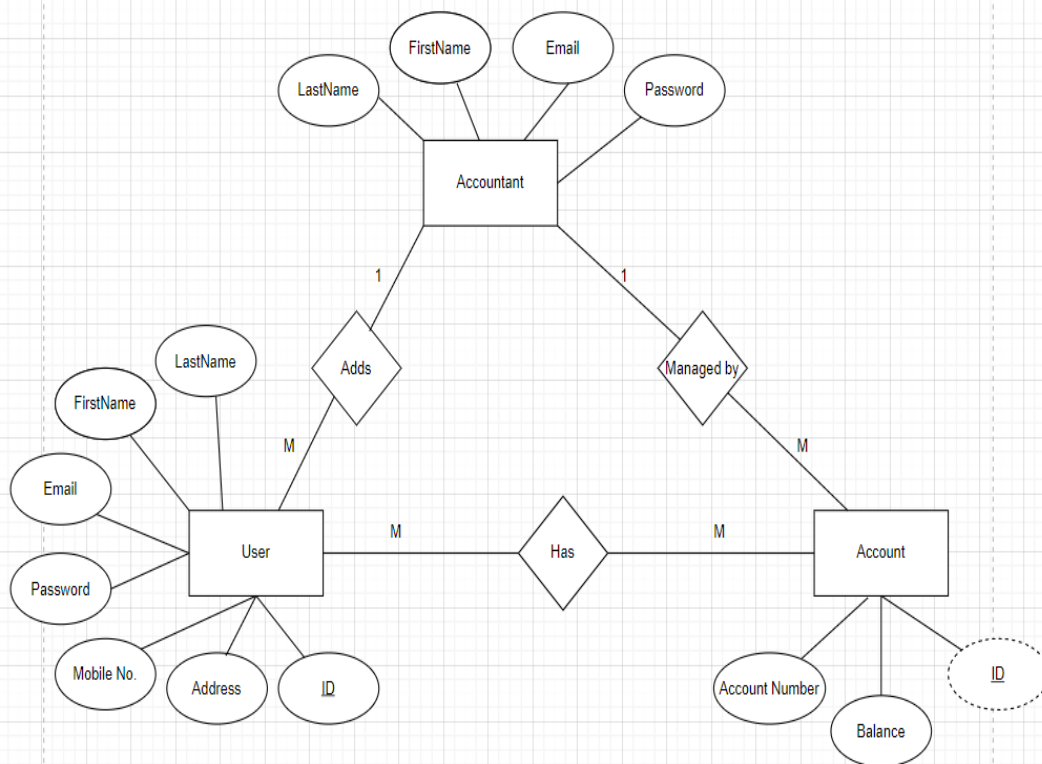 FirstName
Email
LastName
Password
Accountant
1
1
LastName
Adds
Managed by
FirstName
M
M
Email
User
M
Has
M
Account
Password
Mobile No.
Address
ID
Account Number
ID
Balance